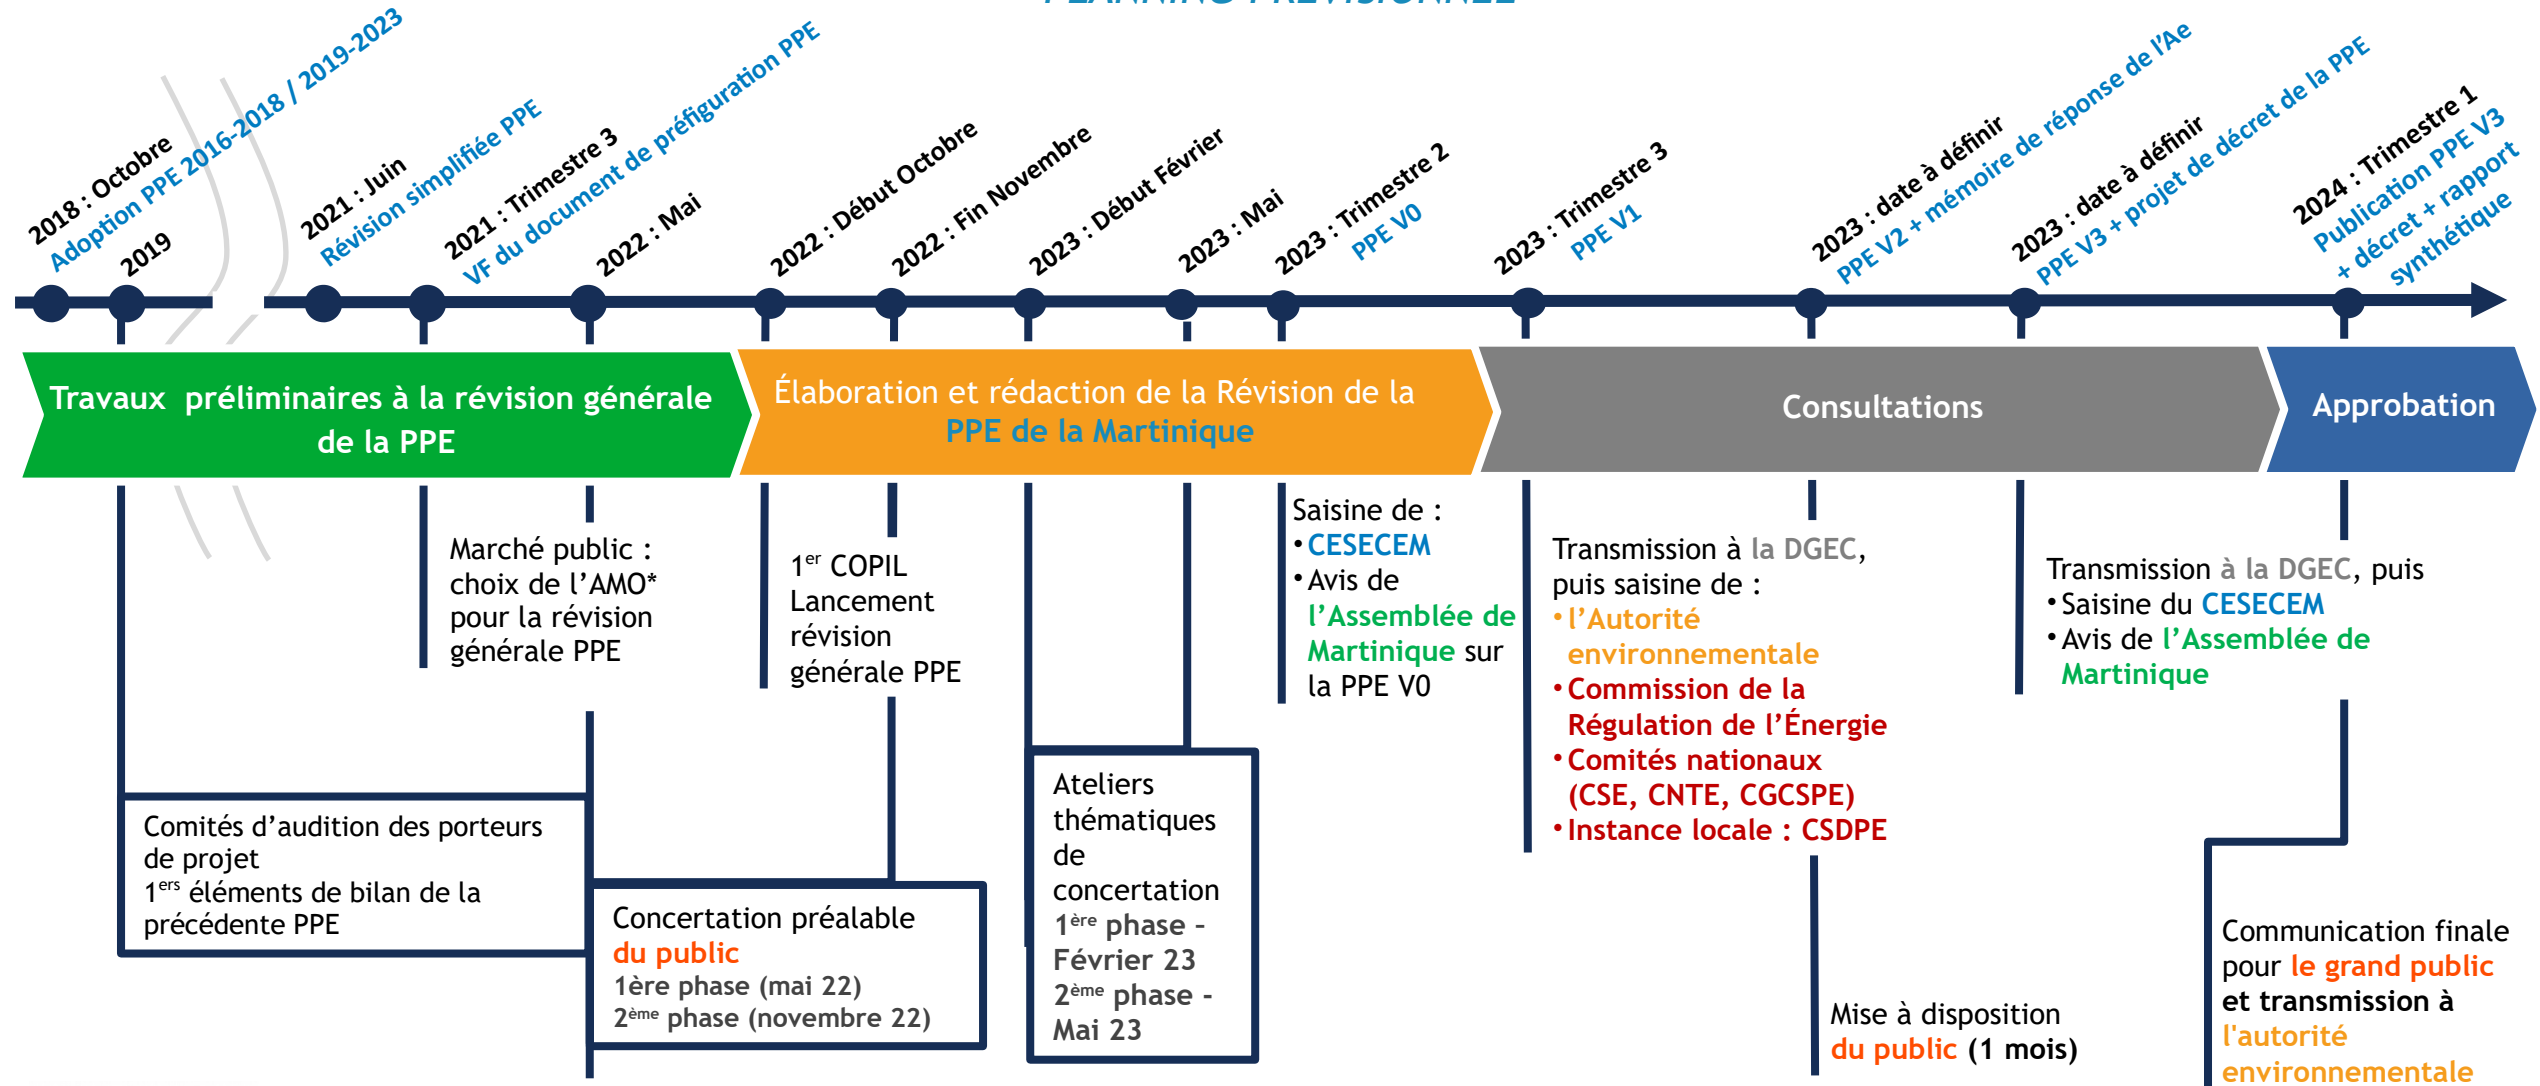 PLANNING PRÉVISIONNEL
2018 : Octobre
Adoption PPE 2016-2018 / 2019-2023
2019
2021 : Juin
Révision simplifiée PPE
2021 : Trimestre 3
VF du document de préfiguration PPE
2022 : Mai
2022 : Début Octobre
2022 : Fin Novembre
2023 : Début Février
2023 : Mai
2023 : Trimestre 2
PPE V0
2023 : Trimestre 3
PPE V1
2023 : date à définir
PPE V2 + mémoire de réponse de l’Ae
2023 : date à définir
PPE V3 + projet de décret de la PPE
2024 : Trimestre 1
Publication PPE V3
+ décret + rapport
synthétique
Travaux préliminaires à la révision générale
de la PPE
Élaboration et rédaction de la Révision de la
PPE de la Martinique
Consultations
Approbation
Marché public :
choix de l’AMO*
pour la révision
générale PPE
1er COPIL
Lancement
révision
générale PPE
Saisine de :
• CESECEM
• Avis de
l’Assemblée de
Martinique sur
la PPE V0
Transmission à la DGEC,
puis saisine de :
• l’Autorité
environnementale
• Commission de la
Régulation de l’Énergie
• Comités nationaux
(CSE, CNTE, CGCSPE)
• Instance locale : CSDPE
Transmission à la DGEC, puis
• Saisine du CESECEM
• Avis de l’Assemblée de
Martinique
Comités d’audition des porteurs
de projet
1ers éléments de bilan de la
précédente PPE
Concertation préalable
du public
1ère phase (mai 22)
2ème phase (novembre 22)
Ateliers
thématiques
de
concertation
1ère phase –
Février 23
2ème phase -
Mai 23
Mise à disposition
du public (1 mois)
Communication finale
pour le grand public
et transmission à
l'autorité
environnementale